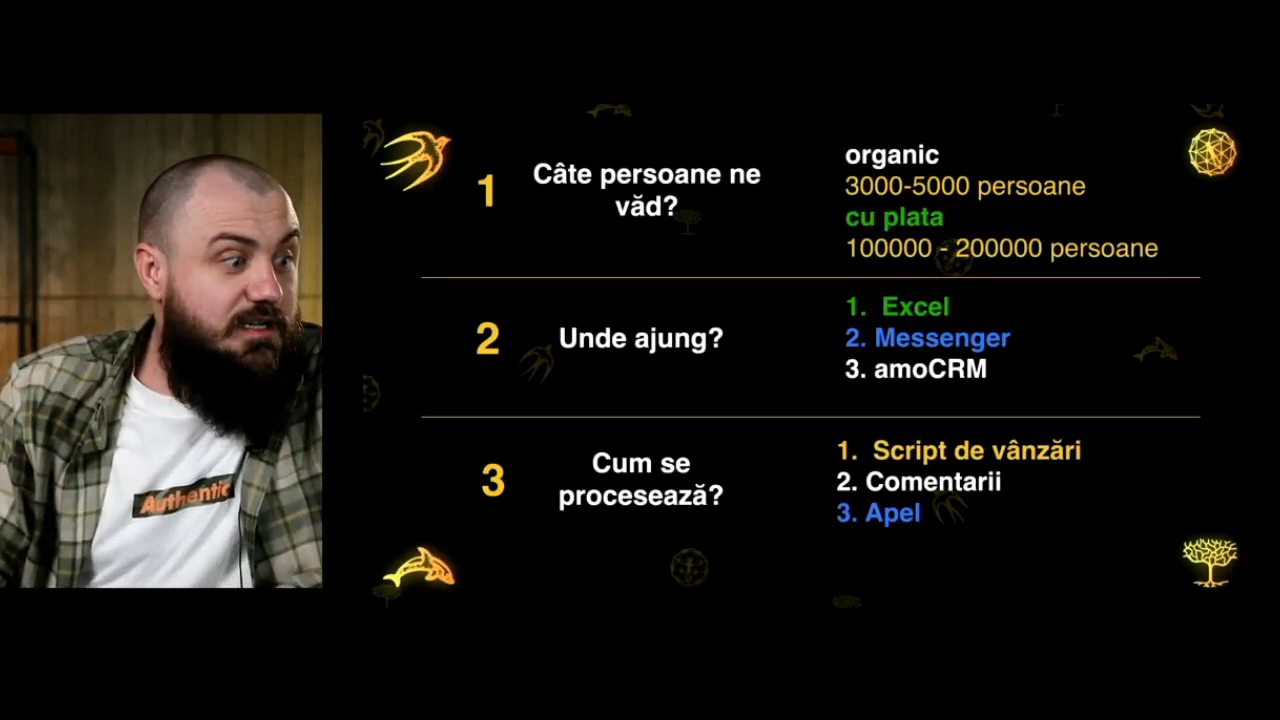 Authentic
1
Câte persoane ne
văd?
organic
3000-5000 persoane
cu plata
100000 - 200000 persoane
2
Unde ajung?
1. Excel
2. Messenger
3. amoCRM
3
Cum se
procesează?
1. Script de vânzări
2. Comentarii
3. Apel